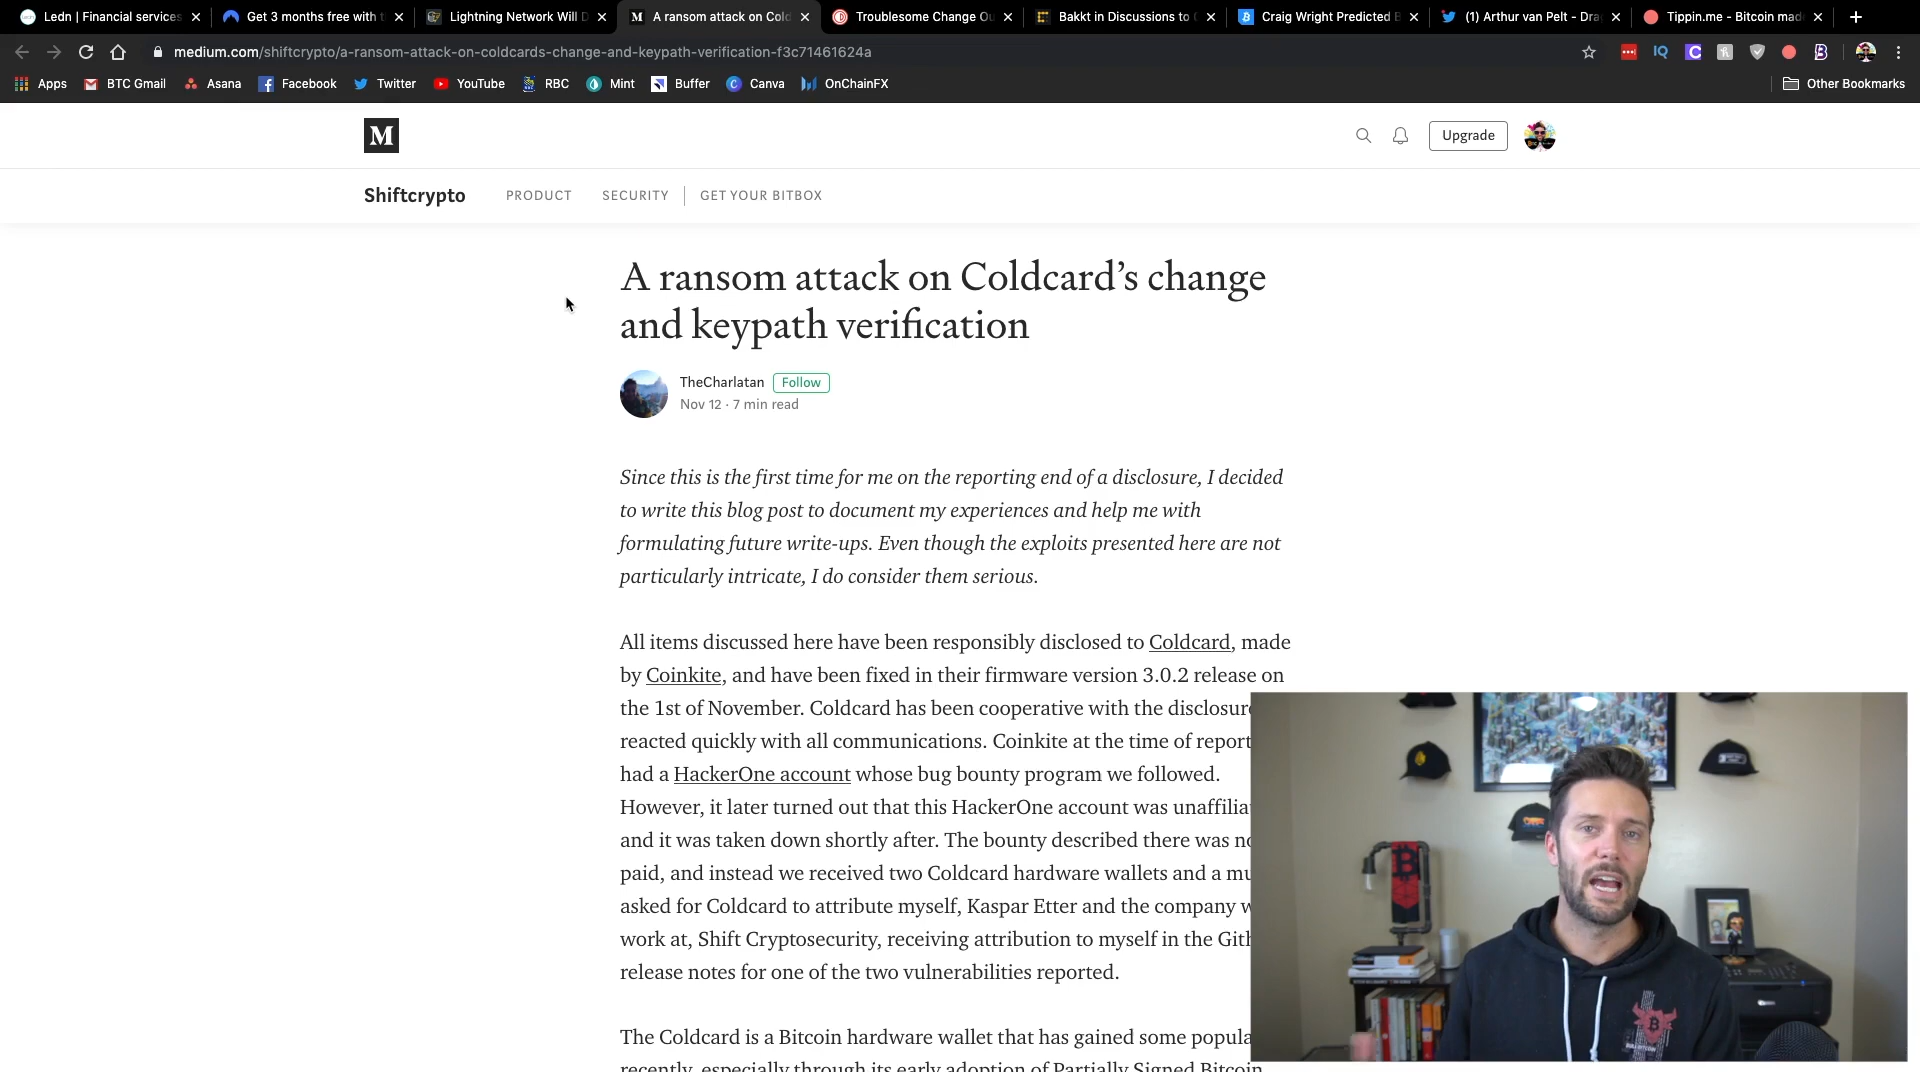 Ledn | Financial services
Get 3 months free with
Lightning Network Will D
A ransom attack on Cold
Troublesome Change Ou
Bakkt in Discussions to
Craig Wright Predicted B
(1) Arthur van Pelt - Dra
Tippin.me - Bitcoin mad
medium.com/shiftcrypto/a-ransom-attack-on-coldcards-change-and-keypath-verification-f3c71461624a
Apps
BTC Gmail
Asana
Facebook
Twitter
YouTube
RBC
Mint
Buffer
Canva
OnChainFX
Other Bookmarks
M
Upgrade
Shiftcrypto
PRODUCT
SECURITY
GET YOUR BITBOX
A ransom attack on Coldcard’s change
and keypath verification
TheCharlatan
Follow
Nov 12 · 7 min read
Since this is the first time for me on the reporting end of a disclosure, I decided
to write this blog post to document my experiences and help me with
formulating future write-ups. Even though the exploits presented here are not
particularly intricate, I do consider them serious.
All items discussed here have been responsibly disclosed to Coldcard, made
by Coinkite, and have been fixed in their firmware version 3.0.2 release on
the 1st of November. Coldcard has been cooperative with the disclosure
reacted quickly with all communications. Coinkite at the time of report
had a HackerOne account whose bug bounty program we followed.
However, it later turned out that this HackerOne account was unaffilia
and it was taken down shortly after. The bounty described there was no
paid, and instead we received two Coldcard hardware wallets and a mu
asked for Coldcard to attribute myself, Kaspar Etter and the company w
work at, Shift Cryptosecurity, receiving attribution to myself in the Gith
release notes for one of the two vulnerabilities reported.
The Coldcard is a Bitcoin hardware wallet that has gained some popula
recently, especially through its early adoption of Partially Signed Bitcoin